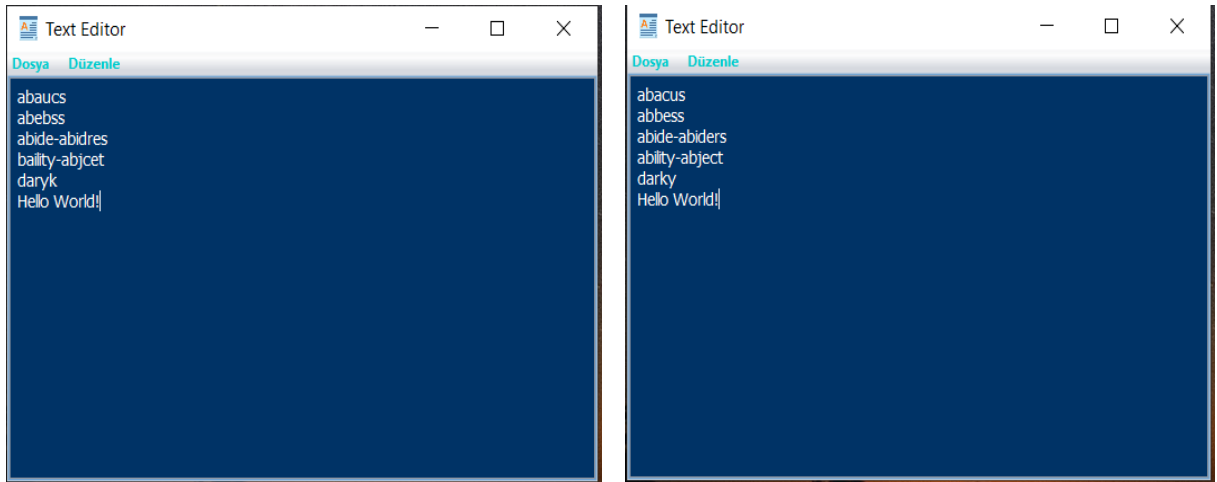 Text Editor
Dosya Düzenle
abaucs
abebss
abide-abidres
baility-abjcet
daryk
Hello World!
Text Editor
Dosya Düzenle
abacus
abbess
abide-abiders
ability-abject
darky
Hello World!